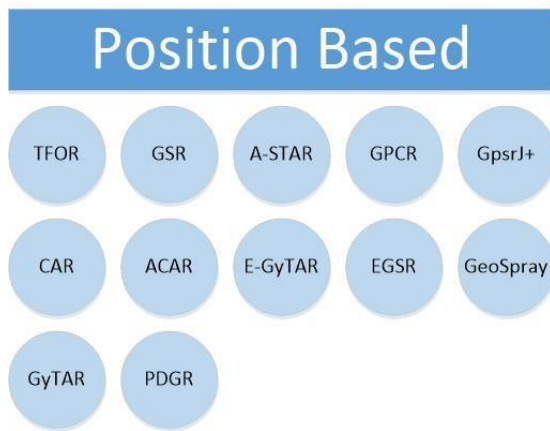 Position Based
TFOR GSR A-STAR GPCR GpsrJ+
CAR ACAR E-GyTAR EGSR GeoSpray
GyTAR PDGR